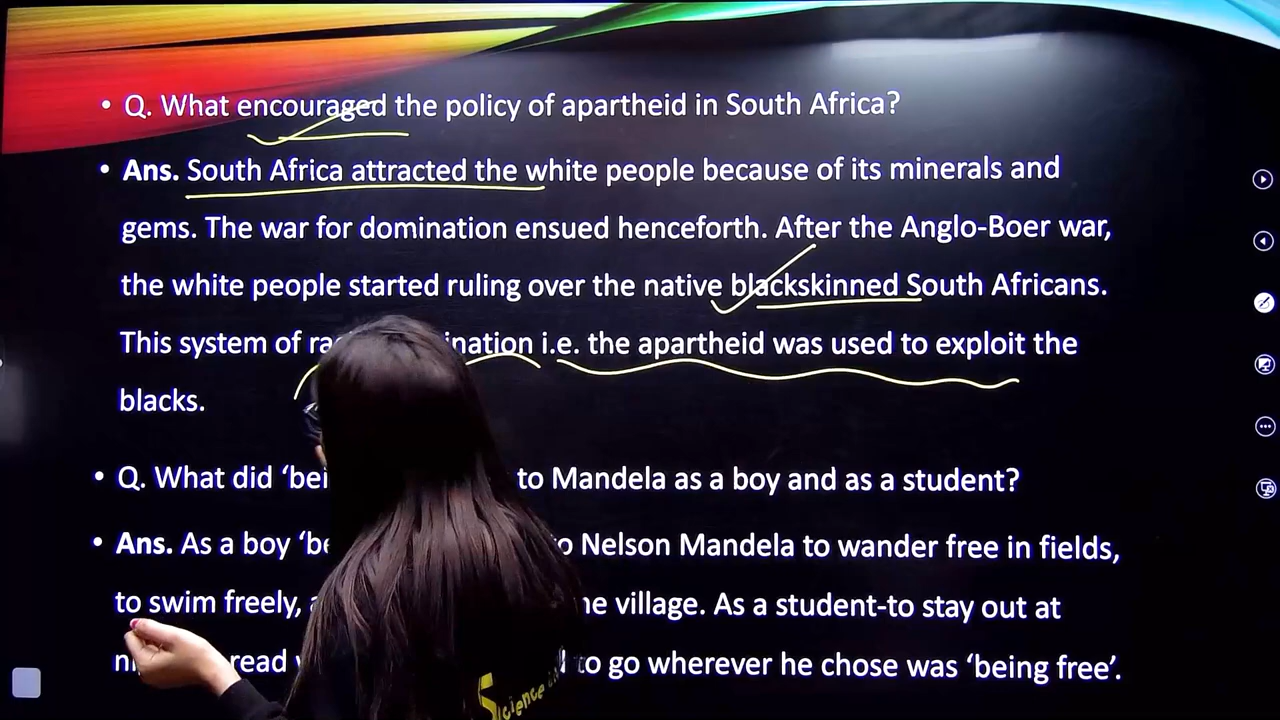 • Q. What encouraged the policy of apartheid in South Africa?
• Ans. South Africa attracted the white people because of its minerals and
gems. The war for domination ensued henceforth. After the Anglo-Boer war,
the white people started ruling over the native blackskinned South Africans.
This system of i.e. the apartheid was used to exploit the
blacks.
• Q. What did ‘bei to Mandela as a boy and as a student?
• Ans. As a boy ‘be Nelson Mandela to wander free in fields,
to swim freely, village. As a student-to stay out at
read to go wherever he chose was ‘being free’.
Science